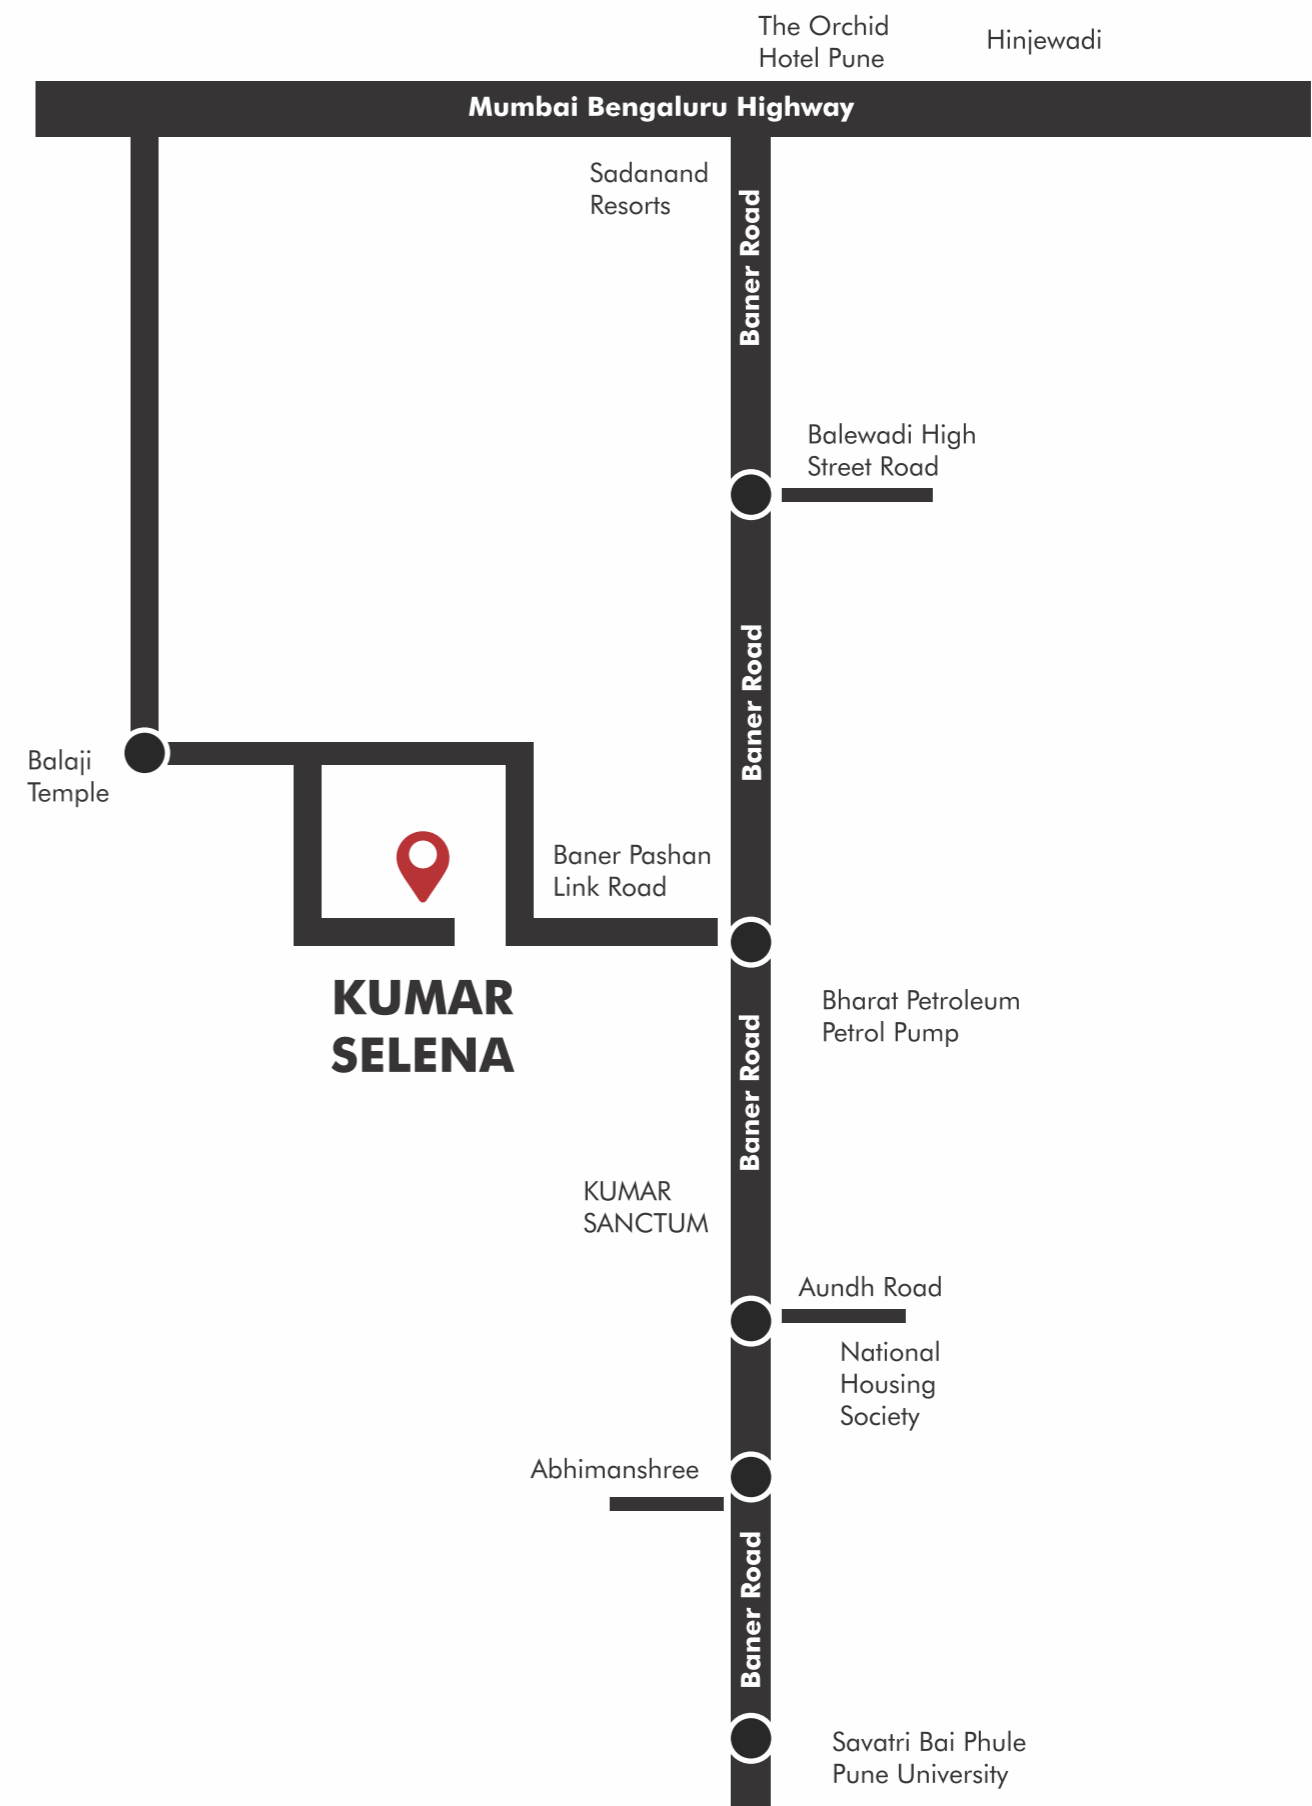 The Orchid
Hotel Pune
Hinjewadi
Mumbai Bengaluru Highway
Sadanand
Resorts
Baner Road
Balewadi High
Street Road
Baner Road
Balaji
Temple
Baner Pashan
Link Road
KUMAR
SELENA
Bharat Petroleum
Petrol Pump
Baner Road
KUMAR
SANCTUM
Aundh Road
National
Housing
Society
Abhimanshree
Baner Road
Savatri Bai Phule
Pune University